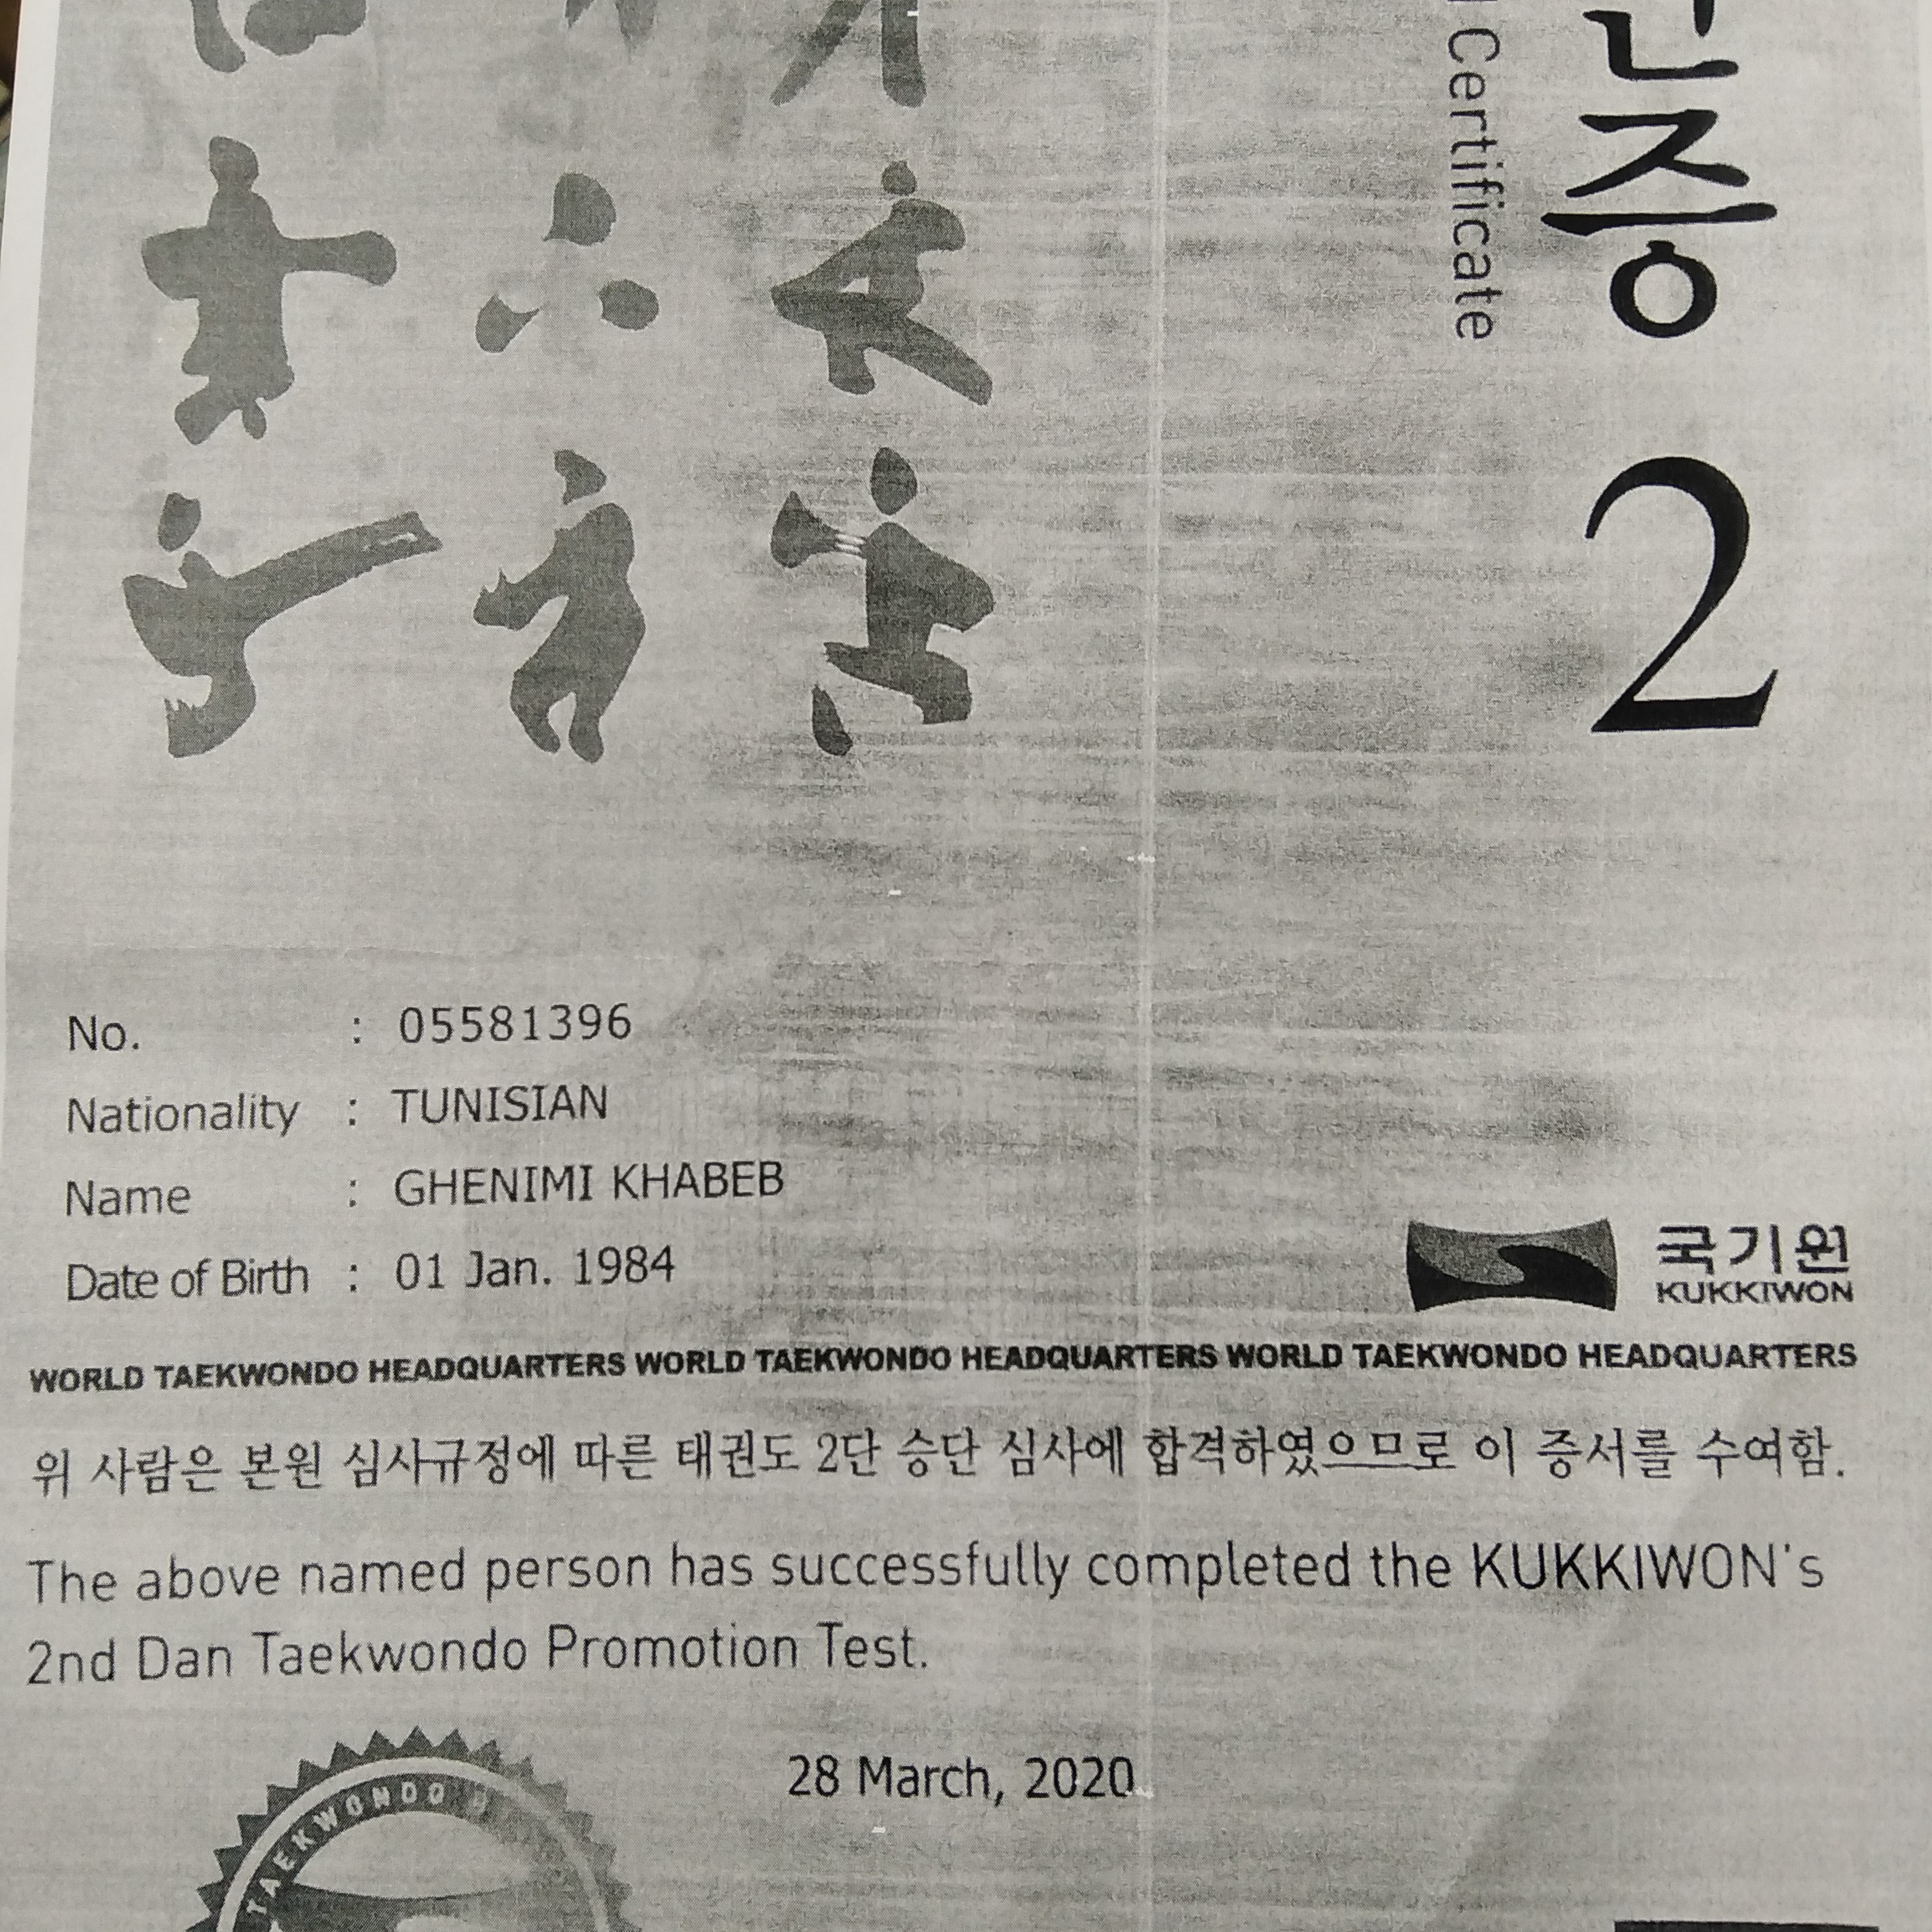 Certificate
증
2
No. : 05581396
Nationality : TUNISIAN
Name : GHENIMI KHABEB
Date of Birth : 01 Jan. 1984
국기원
KUKKIWON
WORLD TAEKWONDO HEADQUARTERS WORLD TAEKWONDO HEADQUARTERS WORLD TAEKWONDO HEADQUARTERS
위 사람은 본원 심사규정에 따른 태권도 2단 승단 심사에 합격하였으므로 이 증서를 수여함.
The above named person has successfully completed the KUKKIWON's
2nd Dan Taekwondo Promotion Test.
28 March, 2020
TAEKWONDO